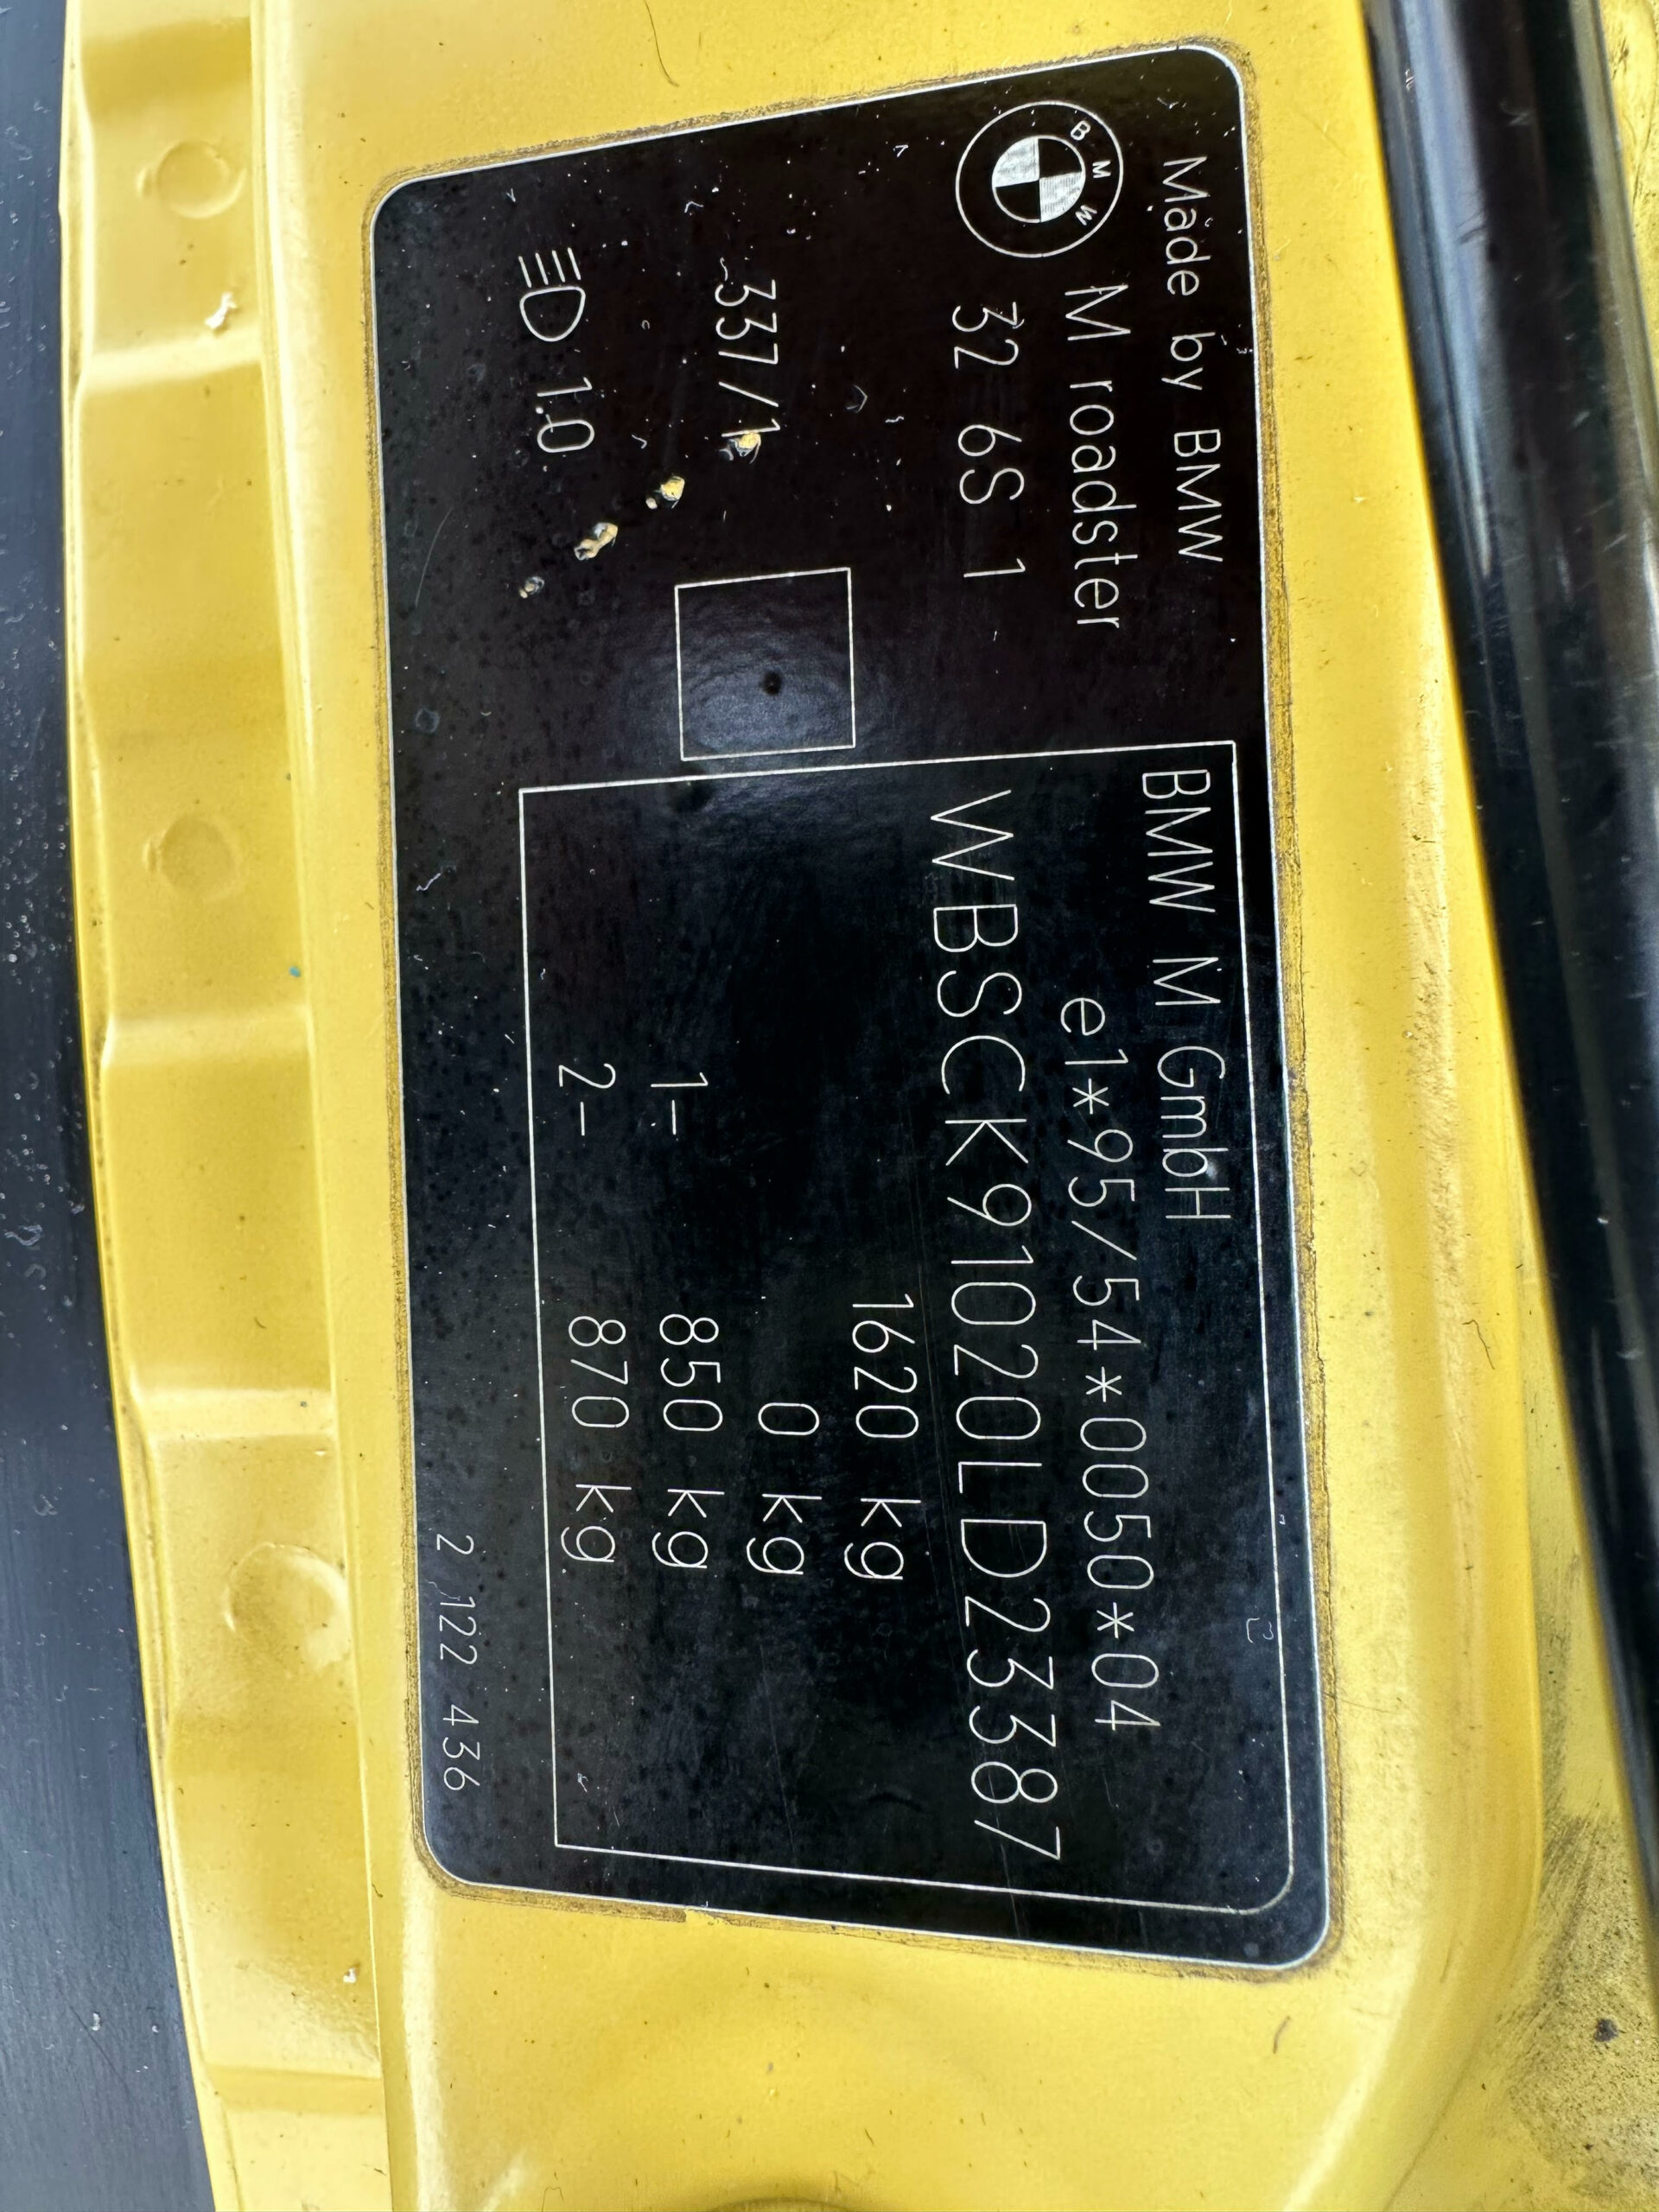 Made by BMW
BMW
M roadster
32 6S 1
337/1
1.0
BMW M GmbH
e1*95/54*0050*04
WBSCK91020LD23387
1620 kg
0 kg
1- 850 kg
2- 870 kg
2 122 436